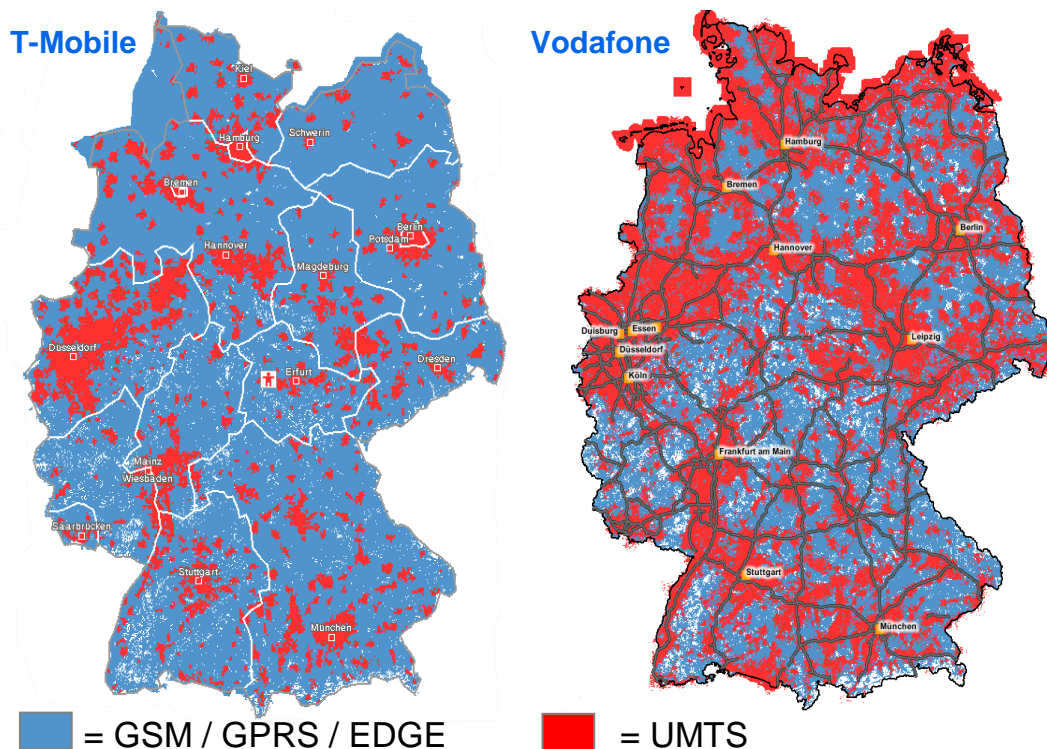 T-Mobile
Kiel
Schwerin
Hamburg
Bremen
Berlin
Potsdam
Hannover
Magdeburg
Düsseldorf
Dresden
Erfurt
Mainz
Wiesbaden
Saarbrücken
Stuttgart
München
Vodafone
Hamburg
Bremen
Berlin
Hannover
Duisburg
Essen
Leipzig
Düsseldorf
Köln
Frankfurt am Main
Stuttgart
München
= GSM / GPRS / EDGE
= UMTS